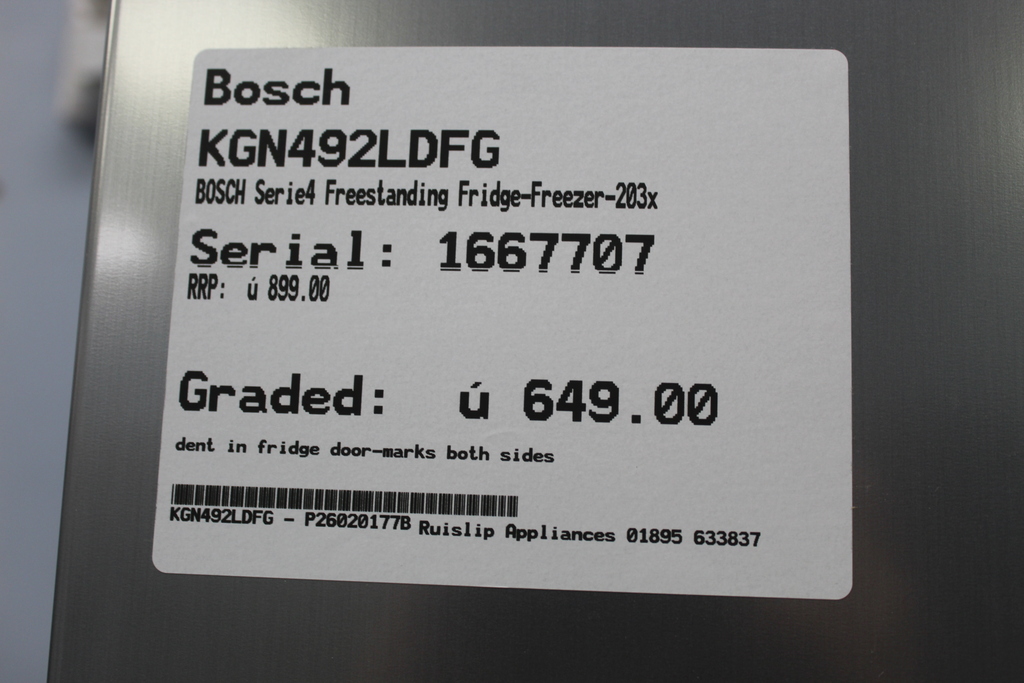 Bosch
KGN492LDFG
BOSCH Serie4 Freestanding Fridge-Freezer-203x
Serial: 1667707
RRP: ú 899.00
Graded: ú 649.00
dent in fridge door-marks both sides
KGN492LDFG - P26020177B Ruislip Appliances 01895 633837